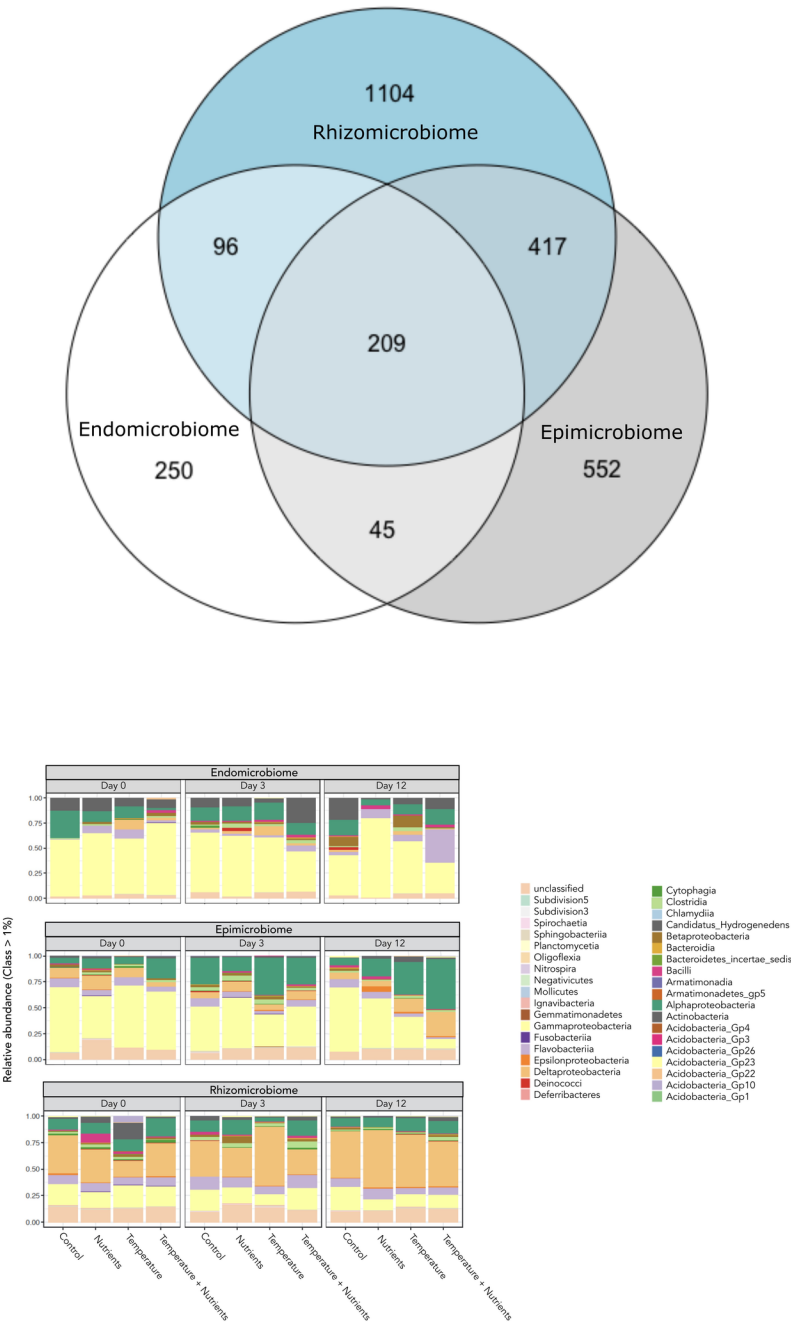 1104
Rhizomicrobiome
96
417
209
Endomicrobiome
Epimicrobiome
250
552
45
Relative abundance (Class > 1%)
Endomicrobiome
Day 0
Day 3
Day 12
1.00
0.75
0.50
0.25
0.00
Epimicrobiome
Day 0
Day 3
Day 12
1.00
0.75
0.50
0.25
0.00
Rhizomicrobiome
Day 0
Day 3
Day 12
1.00
0.75
0.50
0.25
0.00
Control
Nutrients
Temperature
Temperature + Nutrients
Control
Nutrients
Temperature
Temperature + Nutrients
Control
Nutrients
Temperature
Temperature + Nutrients
unclassified
Subdivision5
Subdivision3
Spirochaetia
Sphingobacteriia
Planctomycetia
Oligoflexia
Nitrospira
Negativicutes
Mollicutes
Ignavibacteria
Gemmatimonadetes
Gammaproteobacteria
Fusobacteriia
Flavobacteriia
Epsilonproteobacteria
Deltaproteobacteria
Deinococci
Deferribacteres
Cytophagia
Clostridia
Chlamydiia
Candidatus_Hydrogenedens
Betaproteobacteria
Bacteroidia
Bacteroidetes_incertae_sedis
Bacilli
Armatimonadia
Armatimonadetes_gp5
Alphaproteobacteria
Actinobacteria
Acidobacteria_Gp4
Acidobacteria_Gp3
Acidobacteria_Gp26
Acidobacteria_Gp23
Acidobacteria_Gp22
Acidobacteria_Gp10
Acidobacteria_Gp1